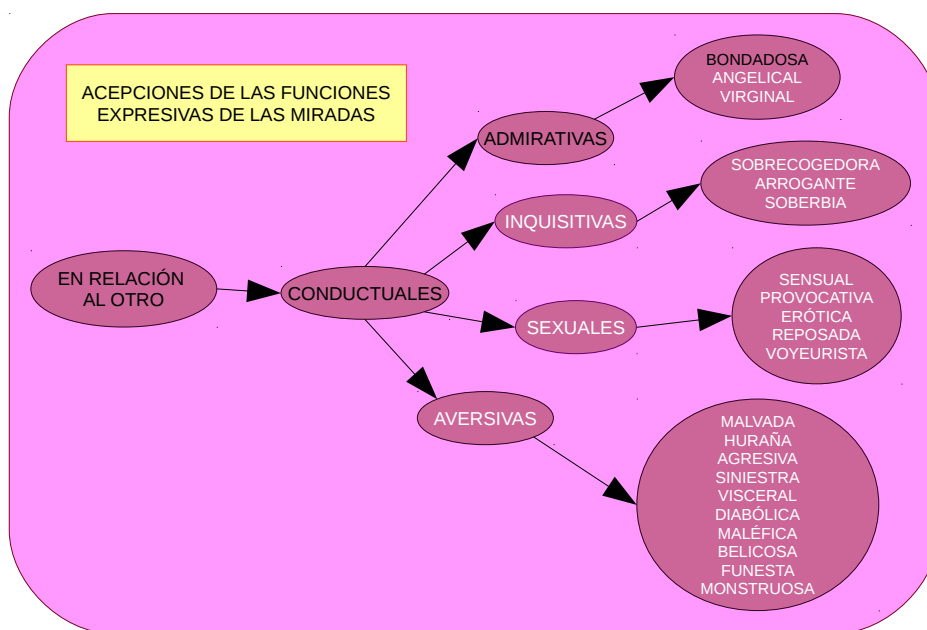 ACEPCIONES DE LAS FUNCIONES
EXPRESIVAS DE LAS MIRADAS
BONDADOSA
ANGELICAL
VIRGINAL
ADMIRATIVAS
SOBRECOGEDORA
ARROGANTE
SOBERBIA
INQUISITIVAS
EN RELACIÓN
AL OTRO
CONDUCTUALES
SENSUAL
PROVOCATIVA
ERÓTICA
REPOSADA
VOYEURISTA
SEXUALES
AVERSIVAS
MALVADA
HURAÑA
AGRESIVA
SINIESTRA
VISCERAL
DIABÓLICA
MALÉFICA
BELICOSA
FUNESTA
MONSTRUOSA